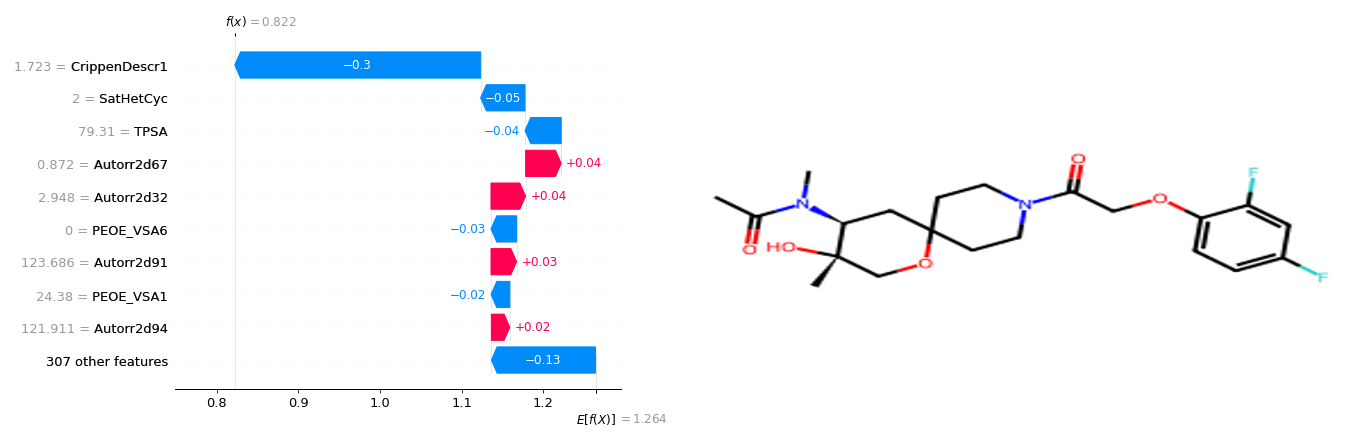 f(x) = 0.822
1.723 = CrippenDescr1
−0.3
2 = SatHetCyc
−0.05
79.31 = TPSA
−0.04
0.872 = Autorr2d67
+0.04
2.948 = Autorr2d32
+0.04
0 = PEOE_VSA6
−0.03
123.686 = Autorr2d91
+0.03
24.38 = PEOE_VSA1
−0.02
121.911 = Autorr2d94
+0.02
307 other features
−0.13
0.8 0.9 1.0 1.1 1.2
E[f(X)] = 1.264
O
F
N
N
O
HO
O
O
F